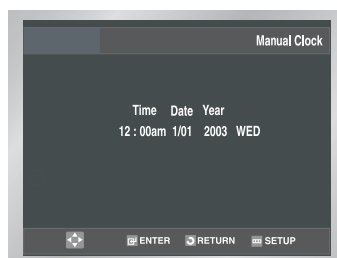 Manual Clock
Time Date Year
12 : 00am 1/01 2003 WED
ENTER RETURN SETUP